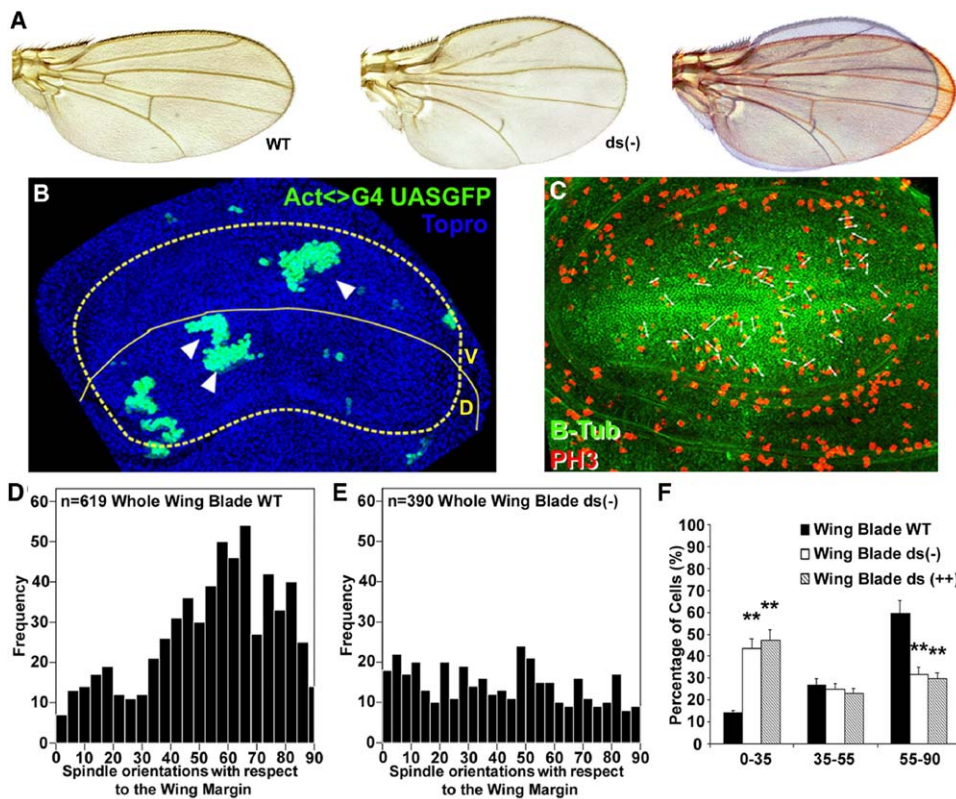 A
WT
ds(-)
B
Act<>G4 UASGFP
Topro
V
D
C
B-Tub
PH3
D
n=619 Whole Wing Blade WT
Frequency
60
50
40
30
20
10
0
0 10 20 30 40 50 60 70 80 90
Spindle orientations with respect
to the Wing Margin
E
n=390 Whole Wing Blade ds(-)
Frequency
60
50
40
30
20
10
0
0 10 20 30 40 50 60 70 80 90
Spindle orientations with respect
to the Wing Margin
F
Percentage of Cells (%)
100
90
80
70
60
50
40
30
20
10
0
Wing Blade WT
Wing Blade ds(-)
Wing Blade ds (++)
** **
** **
0-35 35-55 55-90